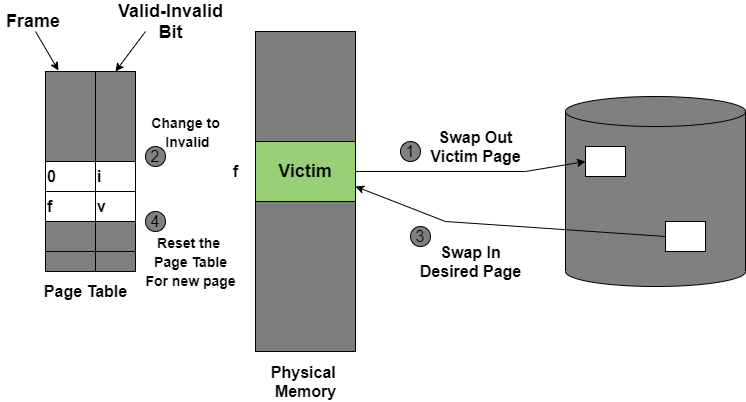 Frame
Valid-Invalid
Bit
Change to
Invalid
2
0 i
f v
4
Reset the
Page Table
For new page
Page Table
f
Victim
Physical
Memory
1
Swap Out
Victim Page
3
Swap In
Desired Page